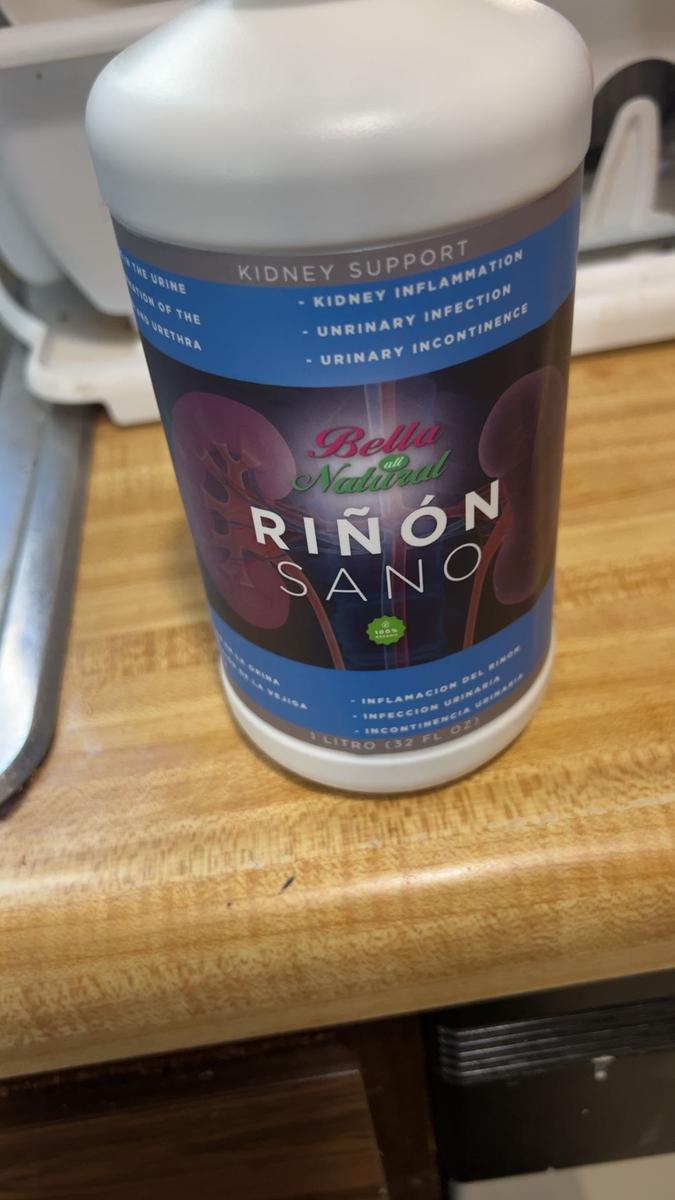 KIDNEY SUPPORT
THE URINE
OF THE
URETHRA
- KIDNEY INFLAMMATION
- UNRINARY INFECTION
- URINARY INCONTINENCE
Bella
all
Natural
RIÑÓN
SANO
100%
LA ORINA
DE LA VEJIGA
- INFLAMACION DEL RIÑON
- INFECCION URINARIA
- INCONTINENCIA URINARIA
1 LITRO (32 FL OZ)